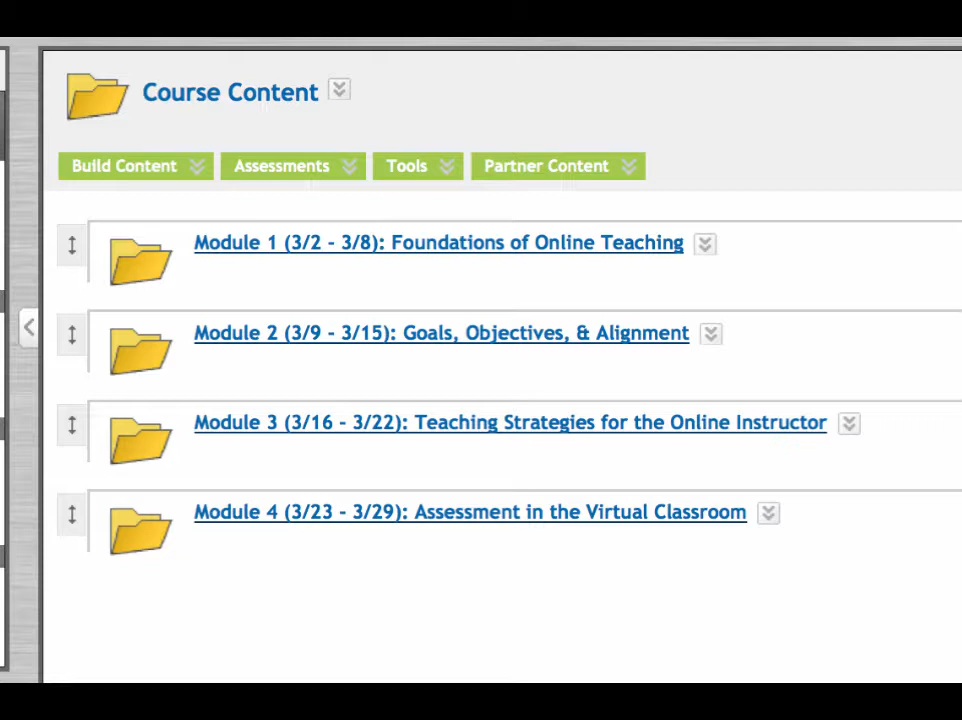 Course Content
Build Content
Assessments
Tools
Partner Content
Module 1 (3/2 - 3/8): Foundations of Online Teaching
Module 2 (3/9 - 3/15): Goals, Objectives, & Alignment
Module 3 (3/16 - 3/22): Teaching Strategies for the Online Instructor
Module 4 (3/23 - 3/29): Assessment in the Virtual Classroom